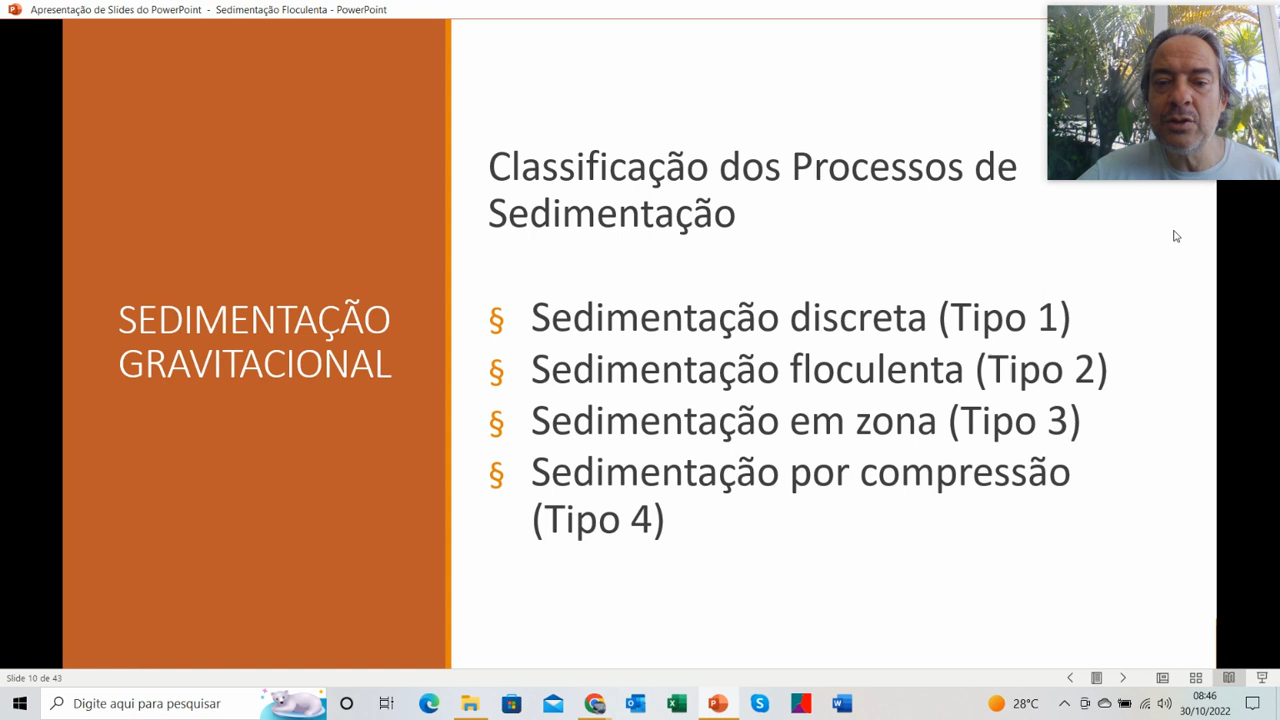 Apresentação de Slides do PowerPoint - Sedimentação Floculenta - PowerPoint
SEDIMENTAÇÃO
GRAVITACIONAL
Classificação dos Processos de
Sedimentação
§ Sedimentação discreta (Tipo 1)
§ Sedimentação floculenta (Tipo 2)
§ Sedimentação em zona (Tipo 3)
§ Sedimentação por compressão
(Tipo 4)
Slide 10 de 43
Digite aqui para pesquisar
28°C
08:46
30/10/2022